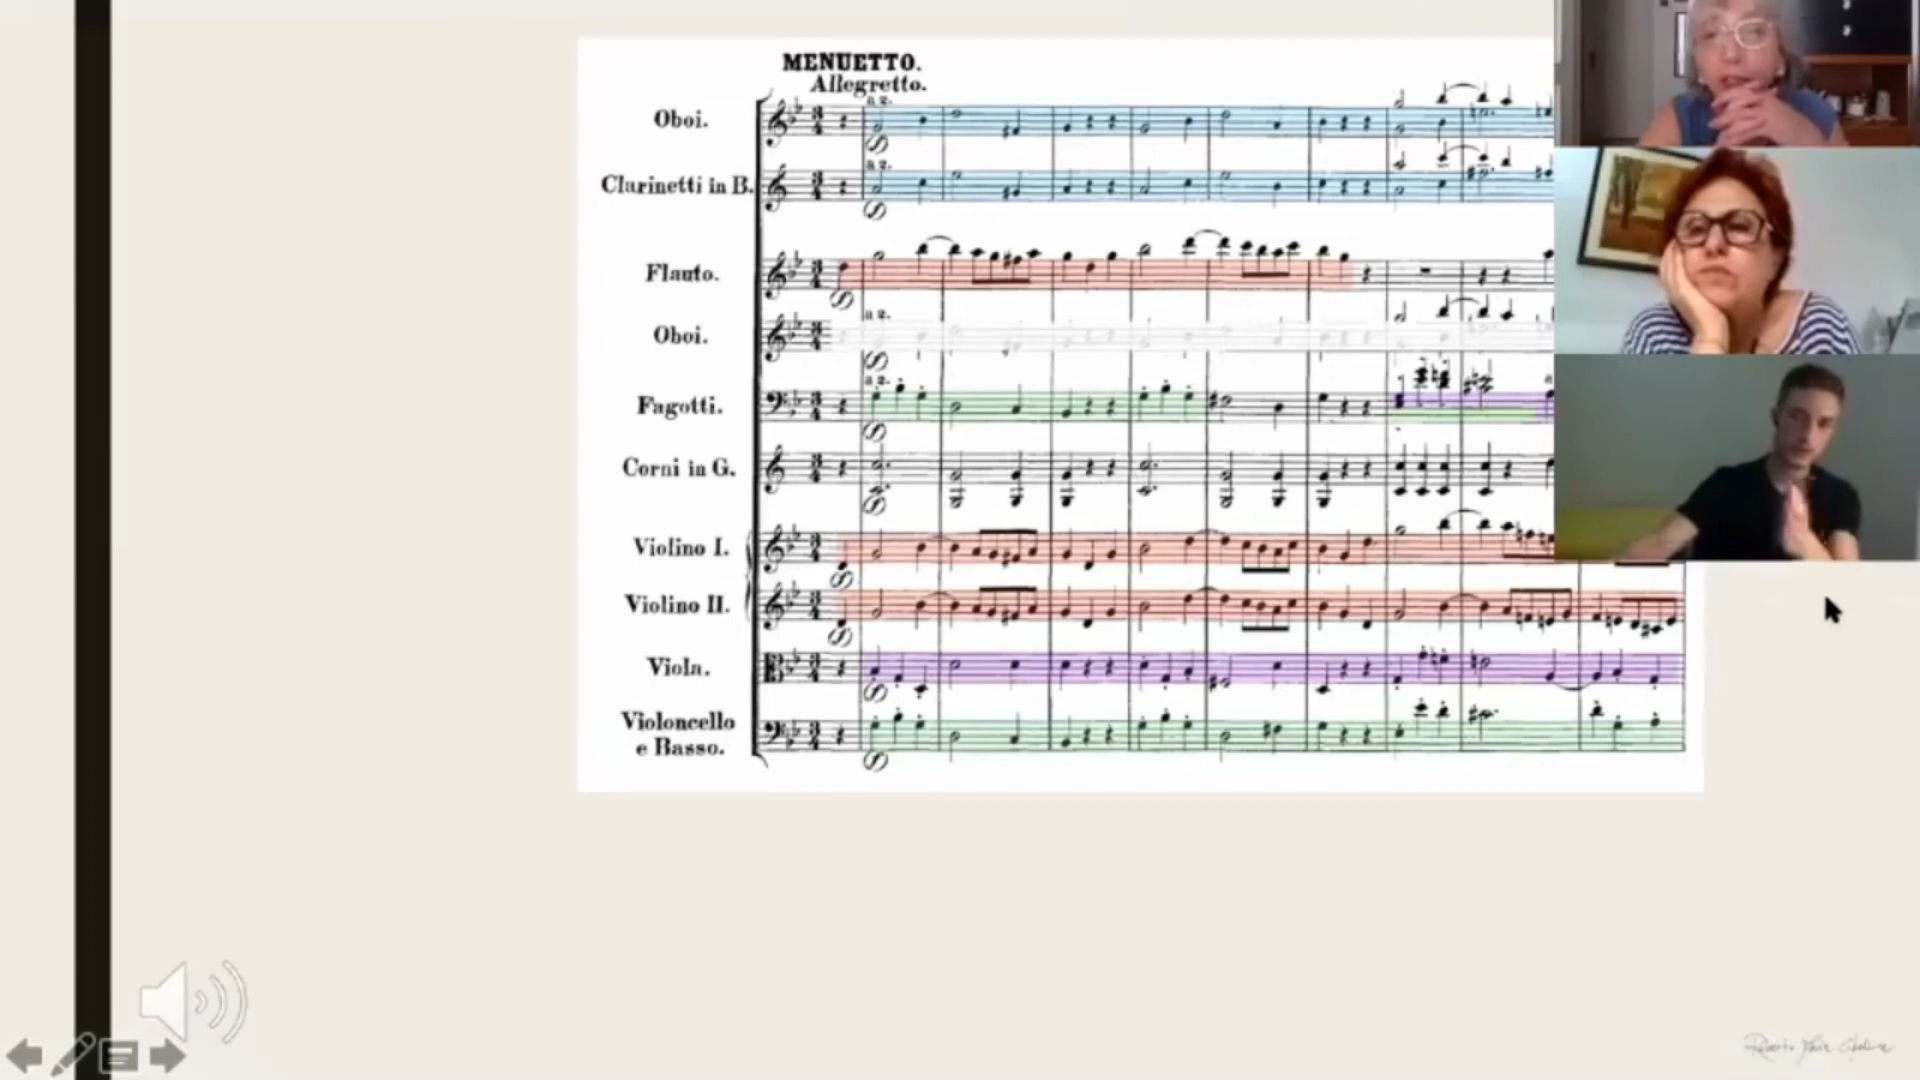 MENUETTO.
Allegretto.
a 2.
Oboi.
a 2.
Clarinetti in B.
Flauto.
a 2.
Oboi.
a 2.
Fagotti.
Corni in G.
Violino I.
Violino II.
Viola.
Violoncello
e Basso.